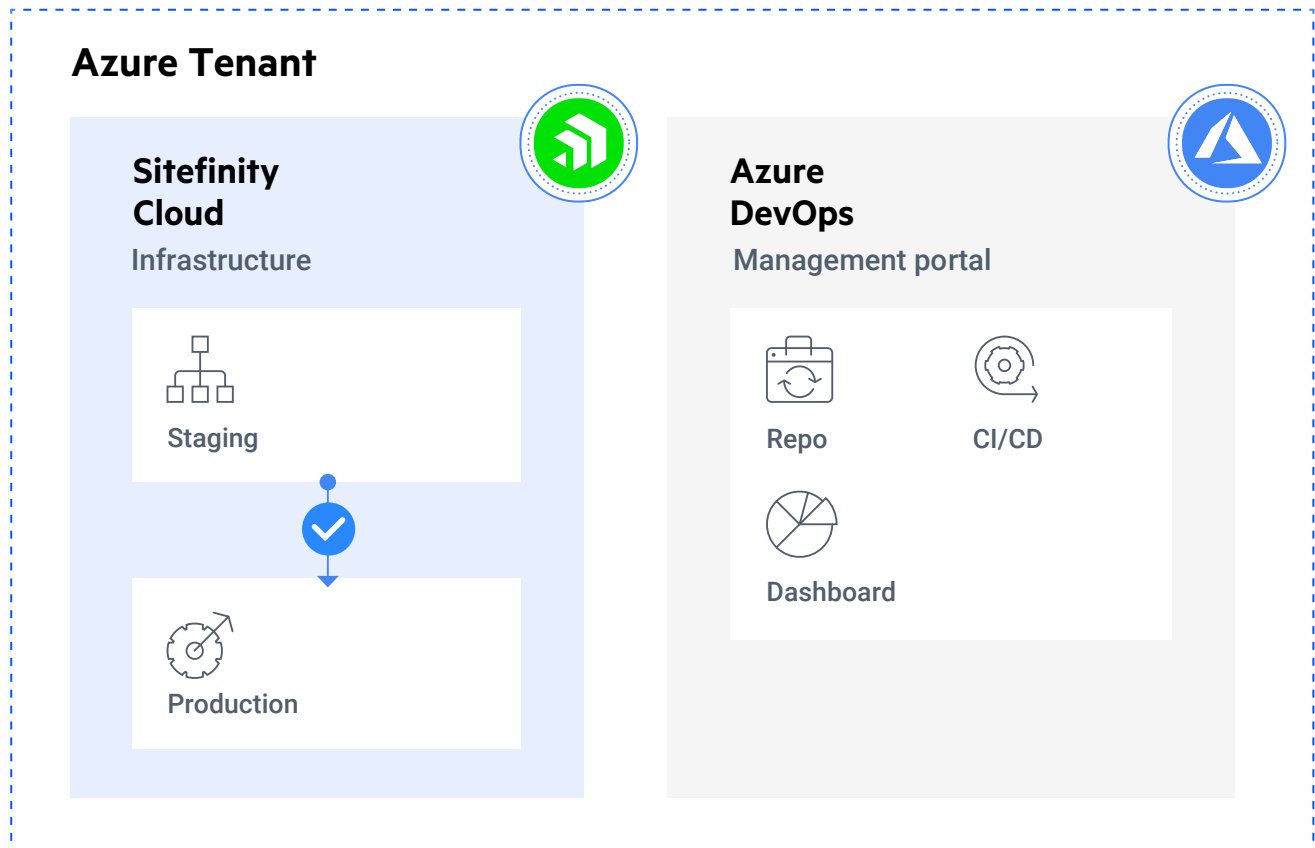 Azure Tenant
Sitefinity
Cloud
Infrastructure
Staging
Production
Azure
DevOps
Management portal
Repo
CI/CD
Dashboard